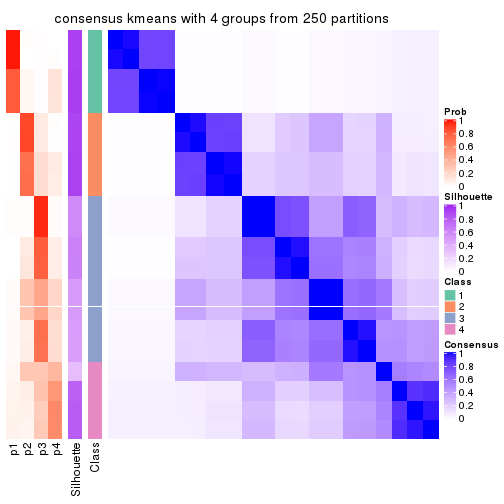 consensus kmeans with 4 groups from 250 partitions
Prob
1
0.8
0.6
0.4
0.2
0
Silhouette
1
0.8
0.6
0.4
0.2
0
Class
1
2
3
4
Consensus
1
0.8
0.6
0.4
0.2
0
p1
p2
p3
p4
Silhouette
Class